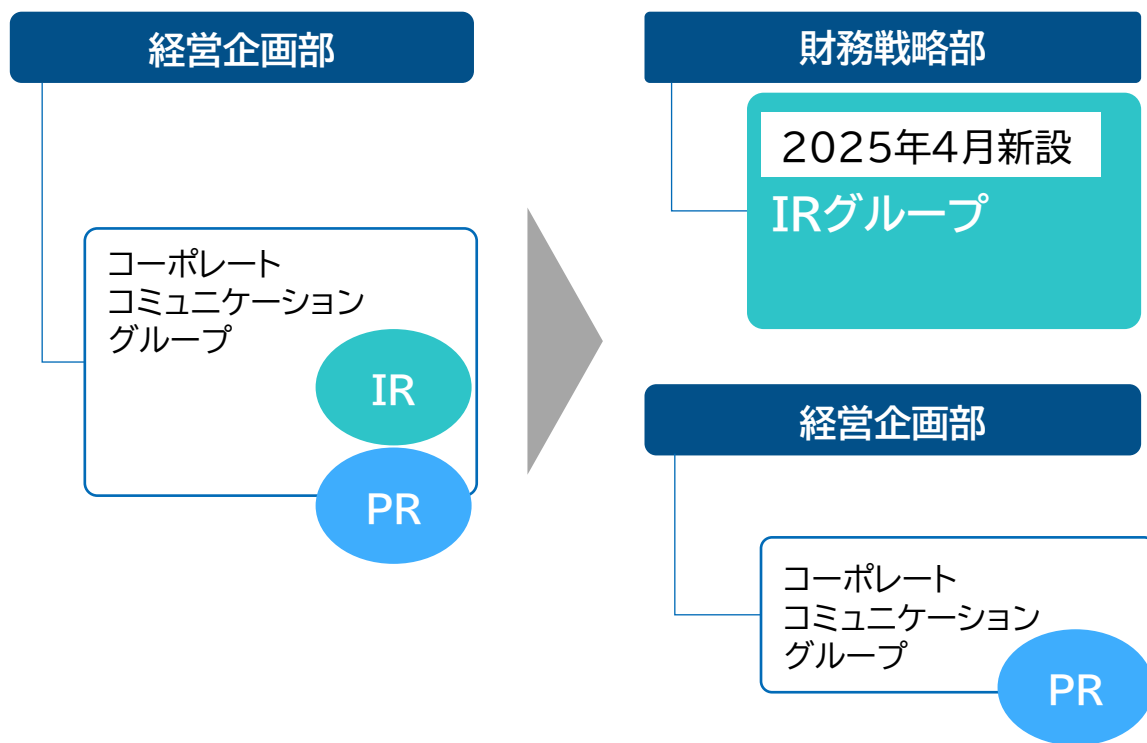 経営企画部
コーポレート
コミュニケーション
グループ
IR
PR
財務戦略部
2025年4月新設
IRグループ
経営企画部
コーポレート
コミュニケーション
グループ
PR